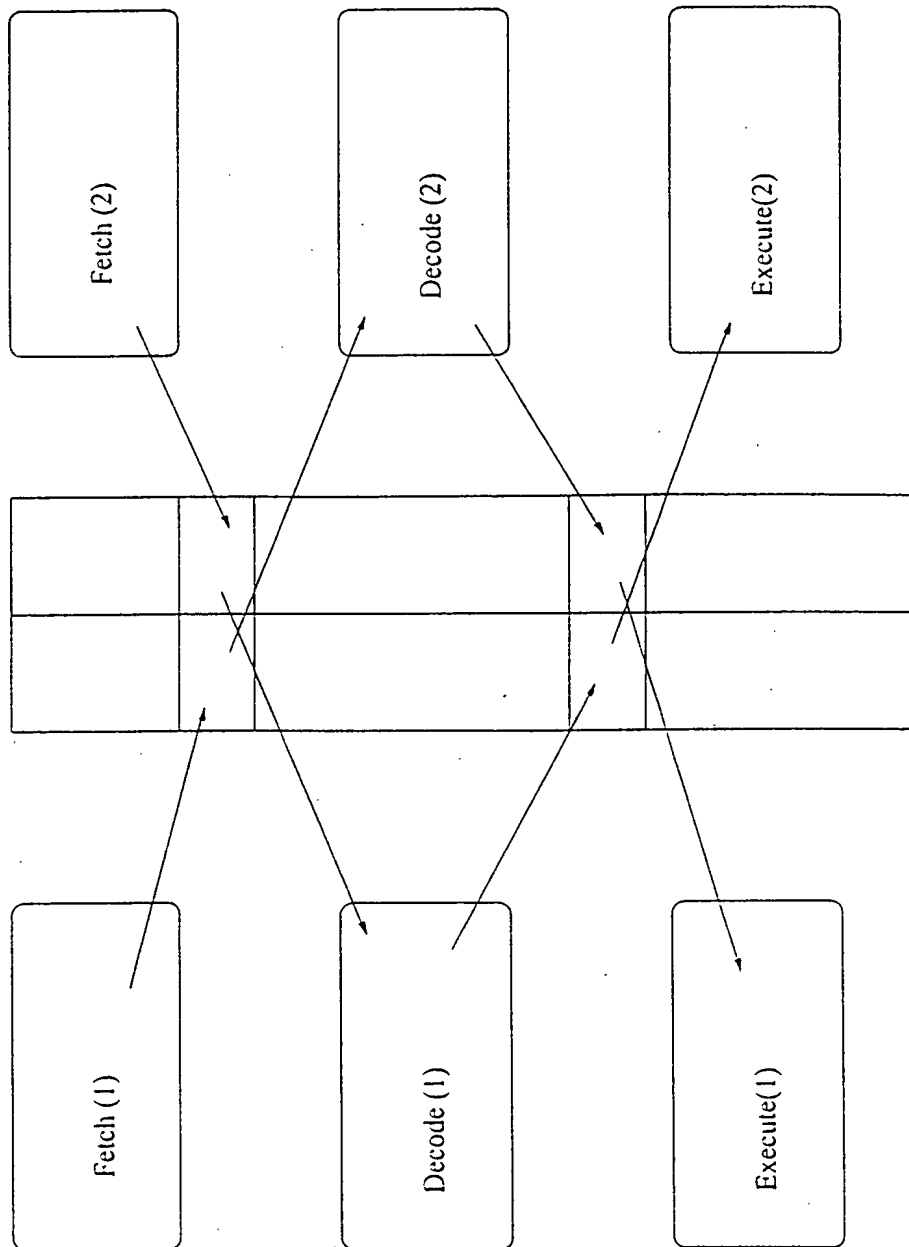 Fetch (1)
Decode (1)
Execute(1)
Fetch (2)
Decode (2)
Execute(2)